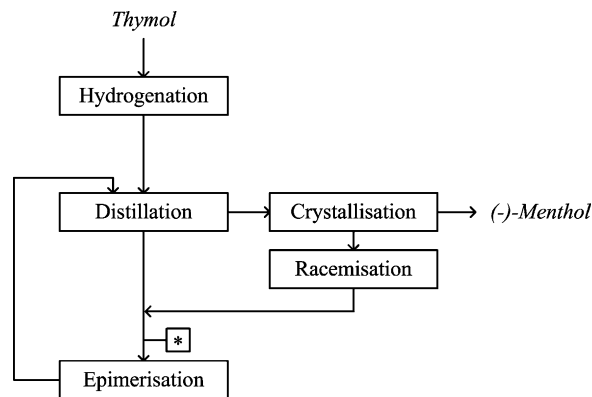 Thymol
Hydrogenation
Distillation
Crystallisation
(-)-Menthol
Racemisation
*
Epimerisation